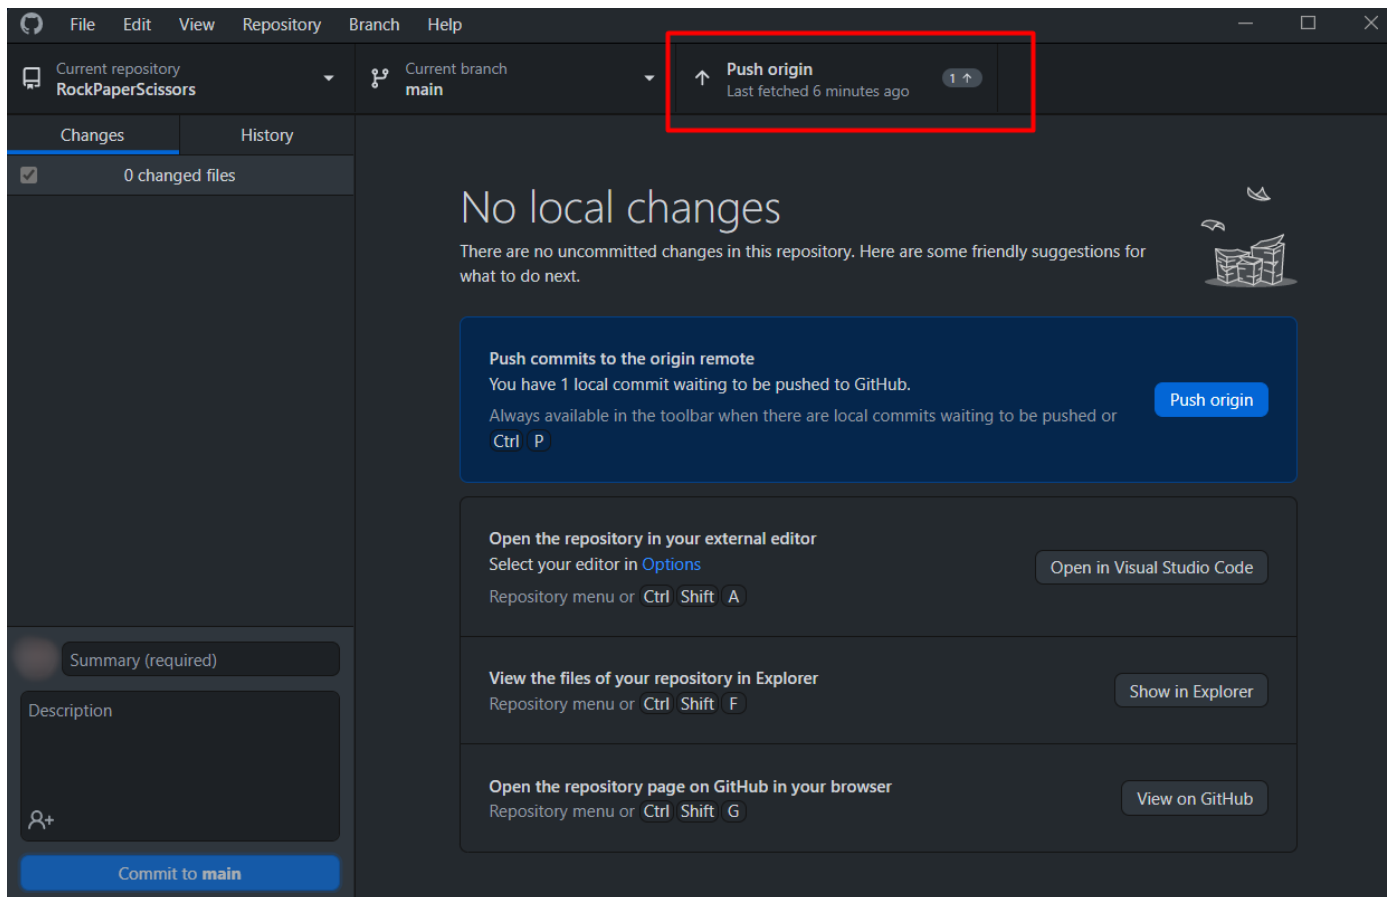 File Edit View Repository Branch Help
Current repository
RockPaperScissors
Current branch
main
Push origin
Last fetched 6 minutes ago
1
Changes History
0 changed files
No local changes
There are no uncommitted changes in this repository. Here are some friendly suggestions for
what to do next.
Push commits to the origin remote
You have 1 local commit waiting to be pushed to GitHub.
Always available in the toolbar when there are local commits waiting to be pushed or
Ctrl P
Push origin
Open the repository in your external editor
Select your editor in Options
Repository menu or Ctrl Shift A
Open in Visual Studio Code
View the files of your repository in Explorer
Repository menu or Ctrl Shift F
Show in Explorer
Open the repository page on GitHub in your browser
Repository menu or Ctrl Shift G
View on GitHub
Summary (required)
Description
Commit to main